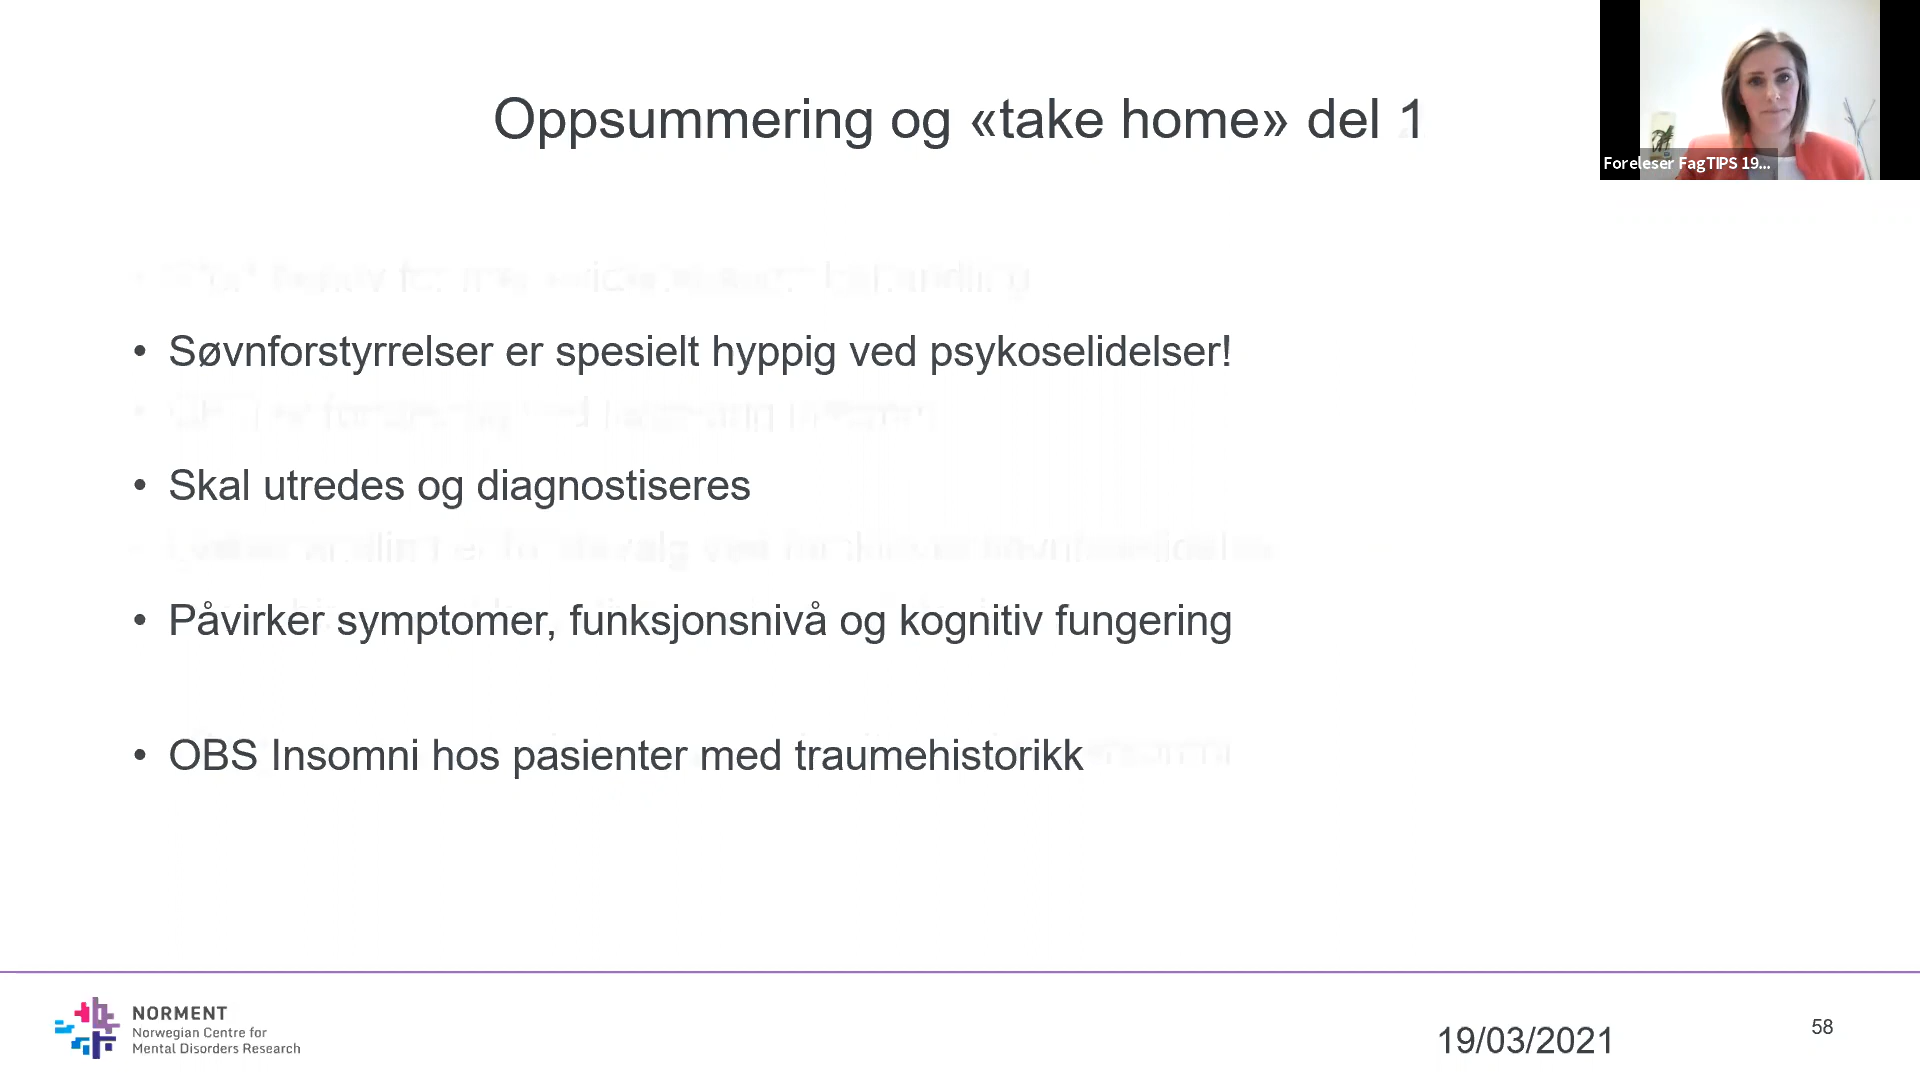 Oppsummering og «take home» del 1
Foreleser FagTIPS 19...
• Søvnforstyrrelser er spesielt hyppig ved psykoselidelser!
• Skal utredes og diagnostiseres
• Påvirker symptomer, funksjonsnivå og kognitiv fungering
• OBS Insomni hos pasienter med traumehistorikk
NORMENT
Norwegian Centre for
Mental Disorders Research
19/03/2021
58